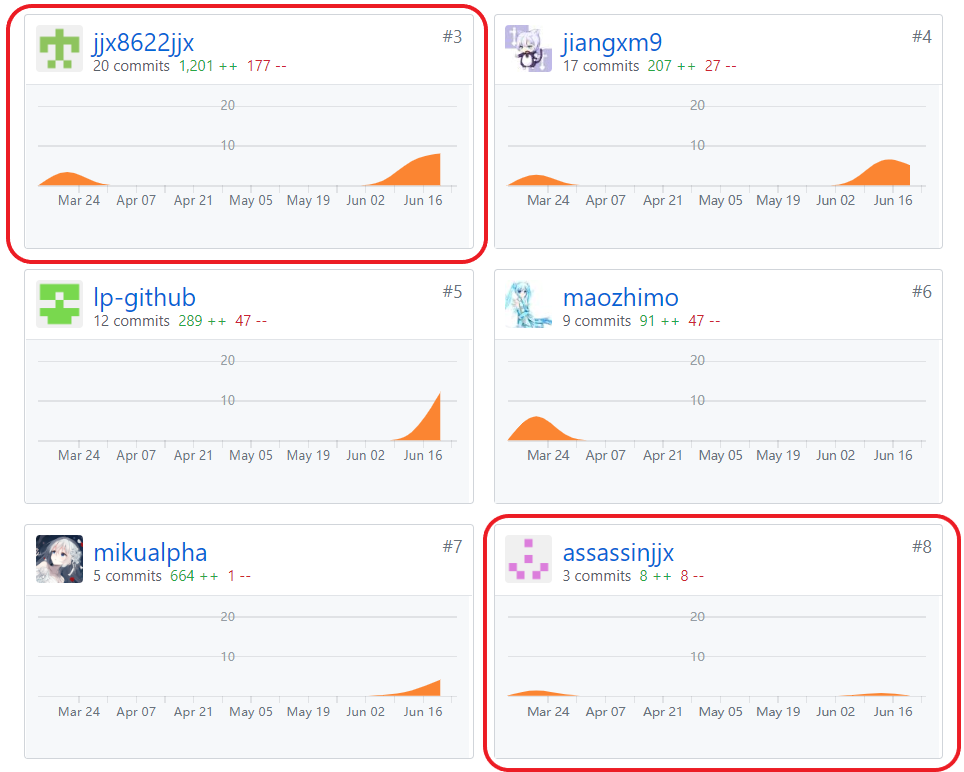 jjx8622jjx
#3
20 commits 1,201 ++ 177 --
20
10
Mar 24 Apr 07 Apr 21 May 05 May 19 Jun 02 Jun 16
jiangxm9
#4
17 commits 207 ++ 27 --
20
10
Mar 24 Apr 07 Apr 21 May 05 May 19 Jun 02 Jun 16
lp-github
#5
12 commits 289 ++ 47 --
20
10
Mar 24 Apr 07 Apr 21 May 05 May 19 Jun 02 Jun 16
maozhimo
#6
9 commits 91 ++ 47 --
20
10
Mar 24 Apr 07 Apr 21 May 05 May 19 Jun 02 Jun 16
mikualpha
#7
5 commits 664 ++ 1 --
20
10
Mar 24 Apr 07 Apr 21 May 05 May 19 Jun 02 Jun 16
assassinjjx
#8
3 commits 8 ++ 8 --
20
10
Mar 24 Apr 07 Apr 21 May 05 May 19 Jun 02 Jun 16